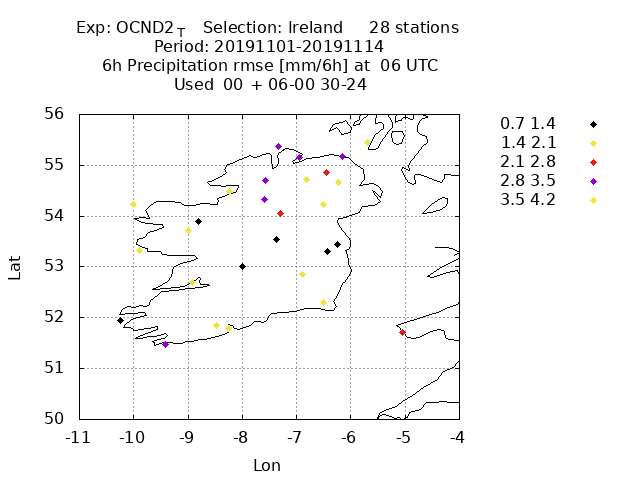 Exp: OCND2T Selection: Ireland 28 stations
Period: 20191101-20191114
6h Precipitation rmse [mm/6h] at 06 UTC
Used 00 + 06-00 30-24
56
55
54
53
52
51
50
-11 -10 -9 -8 -7 -6 -5 -4
Lat
Lon
0.7 1.4
1.4 2.1
2.1 2.8
2.8 3.5
3.5 4.2